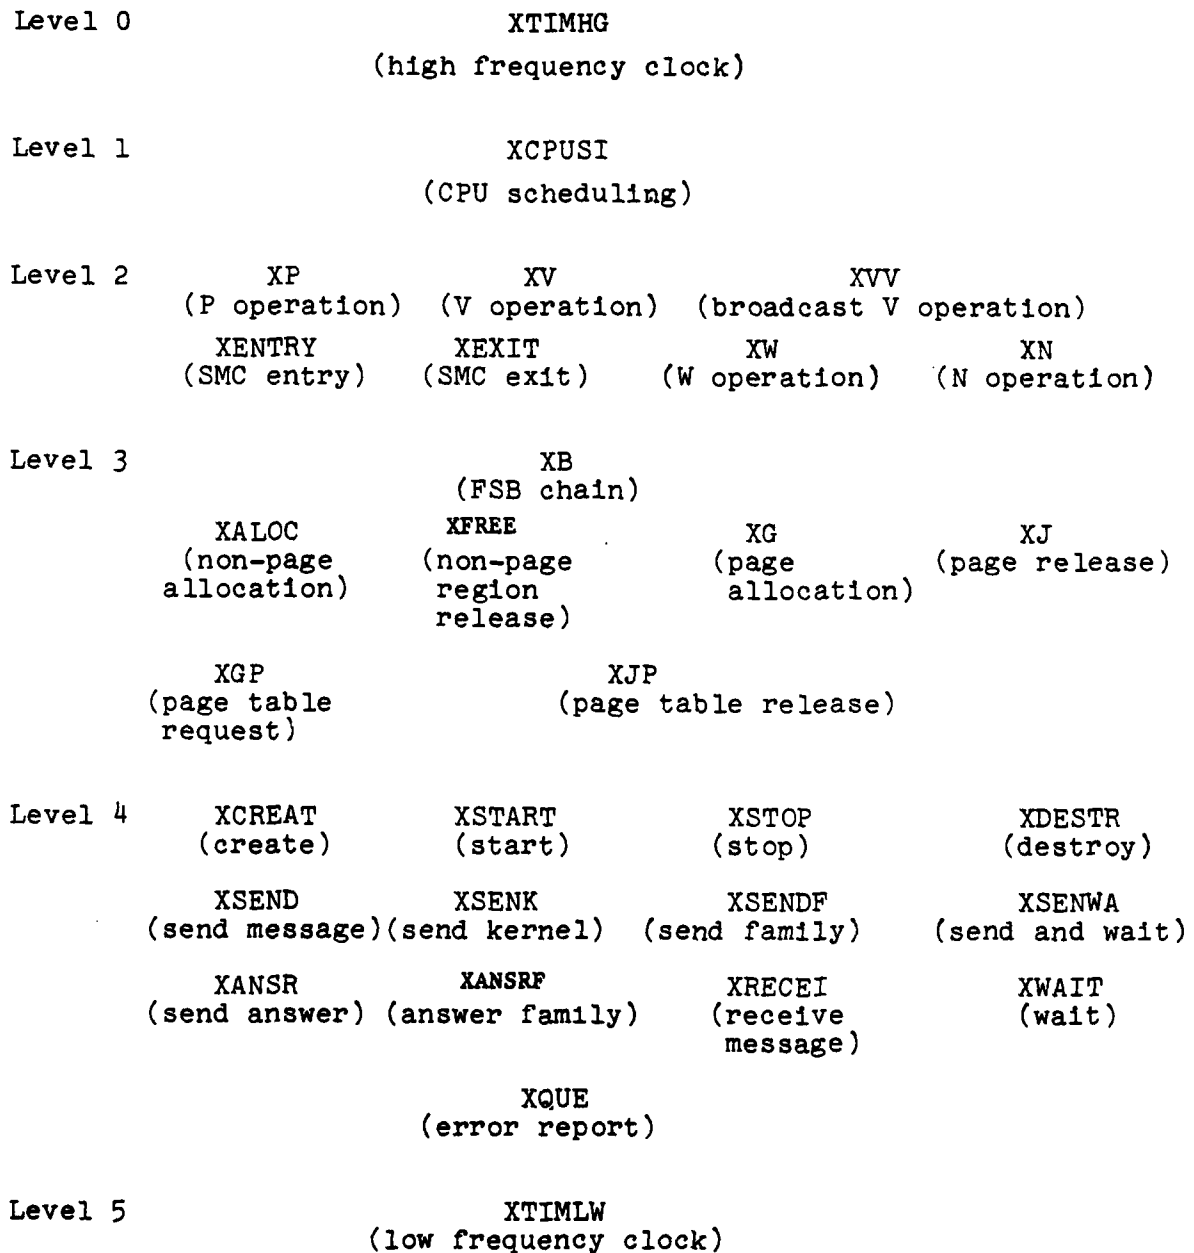 Level 0 XTIMHG
(high frequency clock)
Level 1 XCPUSI
(CPU scheduling)
Level 2 XP XV XVV
(P operation) (V operation) (broadcast V operation)
XENTRY XEXIT XW XN
(SMC entry) (SMC exit) (W operation) (N operation)
Level 3 XB
(FSB chain)
XALOC XFREE XG XJ
(non-page (non-page (page (page release)
allocation) region allocation)
release)
XGP XJP
(page table (page table release)
request)
Level 4 XCREAT XSTART XSTOP XDESTR
(create) (start) (stop) (destroy)
XSEND XSENK XSENDF XSENWA
(send message) (send kernel) (send family) (send and wait)
XANSR XANSRF XRECEI XWAIT
(send answer) (answer family) (receive (wait)
message)
XQUE
(error report)
Level 5 XTIMLW
(low frequency clock)